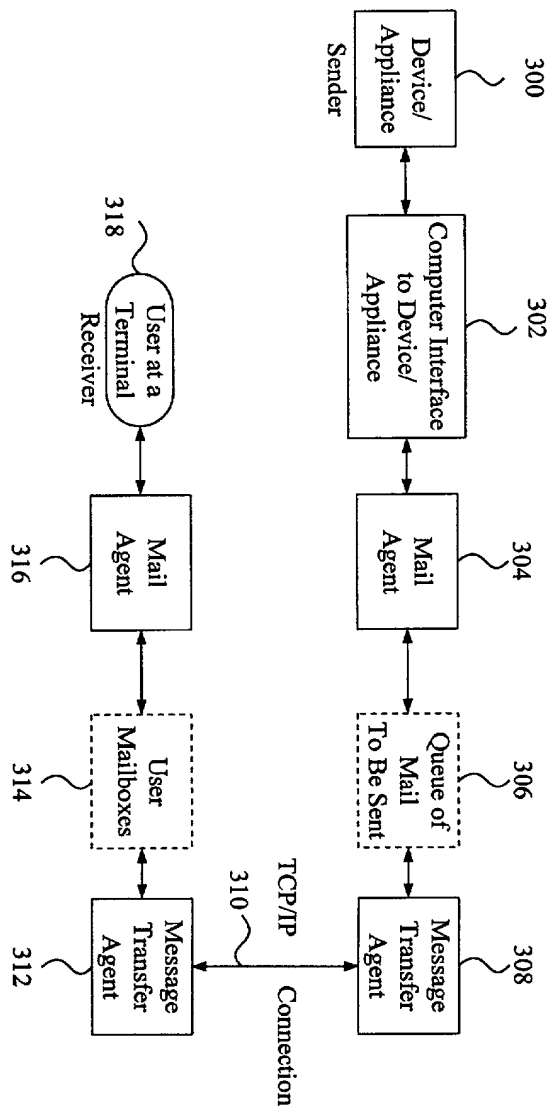 300
Device/
Appliance
Sender
302
Computer Interface
to Device/
Appliance
304
Mail
Agent
306
Queue of
Mail
To Be Sent
308
Message
Transfer
Agent
TCP/IP
Connection
310
318
User at a
Terminal
Receiver
Mail
Agent
316
User
Mailboxes
314
Message
Transfer
Agent
312